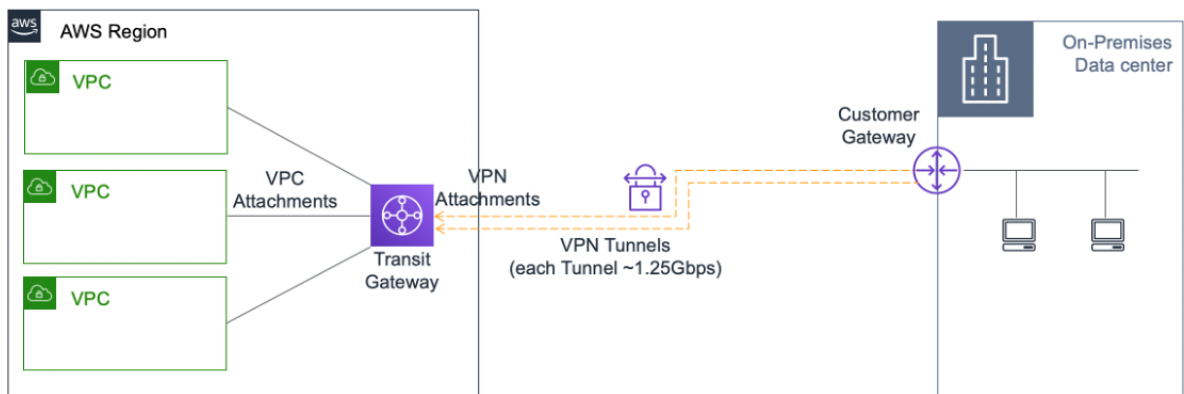 aws
AWS Region
VPC
VPC
VPC
VPC
Attachments
VPN
Attachments
Transit
Gateway
VPN Tunnels
(each Tunnel ~1.25Gbps)
Customer
Gateway
On-Premises
Data center